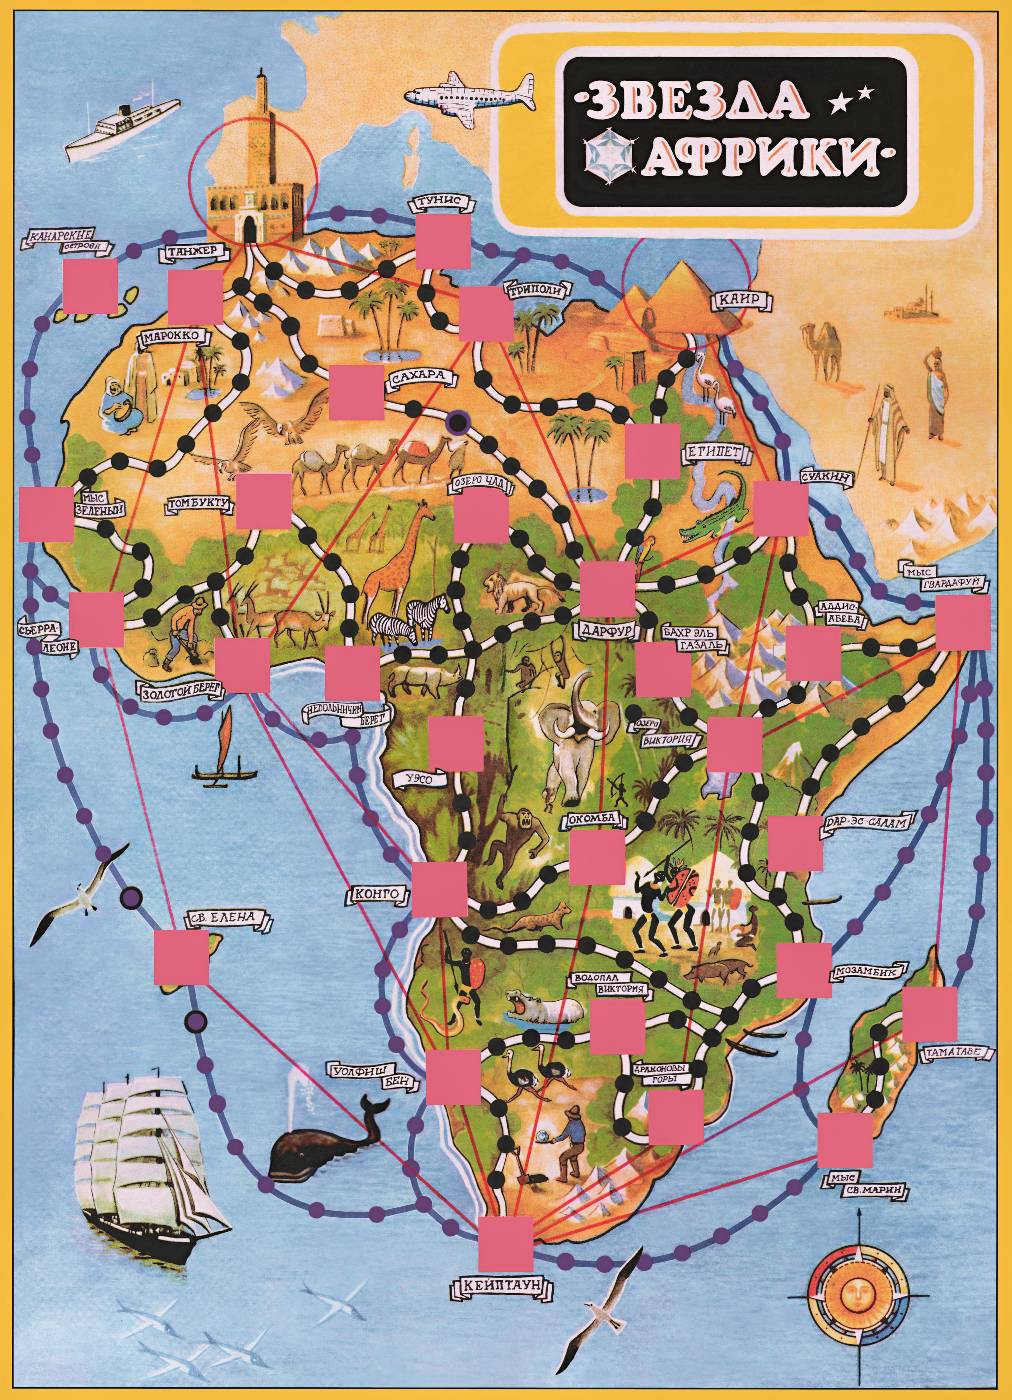 ЗВЕЗДА
АФРИКИ
ТУНИС
КАНАРСКИЕ
ОСТРОВА
ТАНЖЕР
ТРИПОЛИ
КАИР
МАРОККО
САХАРА
ЕГИПЕТ
СУАКИН
ОЗЕРО ЧАД
МЫС
ЗЕЛЕНЫЙ
ТОМБУКТУ
МЫС
ГВАРДАФУЙ
АДДИС-
АБЕБА
СЬЕРРА-
ЛЕОНЕ
ДАРФУР
БАХР ЭЛЬ
ГАЗАЛЬ
ЗОЛОТОЙ БЕРЕГ
НЕВОЛЬНИЧИЙ
БЕРЕГ
ОЗЕРО
ВИКТОРИЯ
УЭСО
ОКОМБА
ДАР-ЭС-САЛАМ
КОНГО
СВ. ЕЛЕНА
МОЗАМБИК
ВОДОПАД
ВИКТОРИЯ
ТАМАТАВЕ
УОЛФИШ
БЕЙ
ДРАКОНОВЫ
ГОРЫ
МЫС
СВ. МАРИИ
КЕЙПТАУН